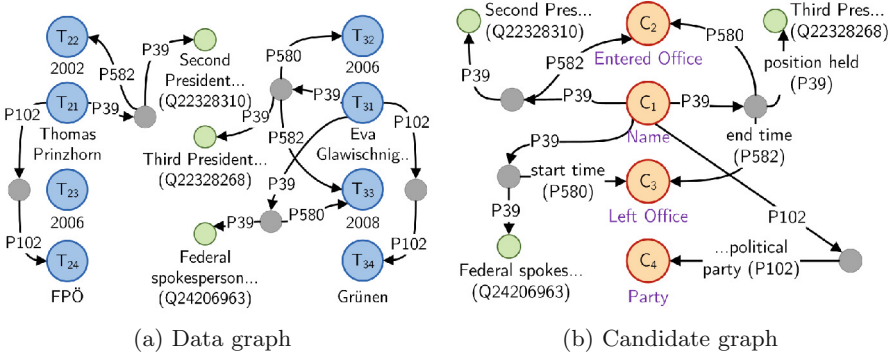 T22
2002
P39
Second
President...
(Q22328310)
P582
T21
P39
Thomas
Prinzhorn
P102
T23
2006
P102
T24
FPÖ
P580
T32
2006
P39
P39
T31
Eva
Glawischnig..
P102
Third President...
(Q22328268)
P582
P39
T33
2008
P39
P580
Federal
spokesperson...
(Q24206963)
P102
T34
Grünen
(a) Data graph
Second Pres...
(Q22328310)
C2
Entered Office
Third Pres...
(Q22328268)
P580
P39
P582
position held
(P39)
P39
C1
P39
Name
end time
(P582)
P39
start time
(P580)
C3
Left Office
P39
P102
Federal spokes...
(Q24206963)
C4
Party
...political
party (P102)
(b) Candidate graph